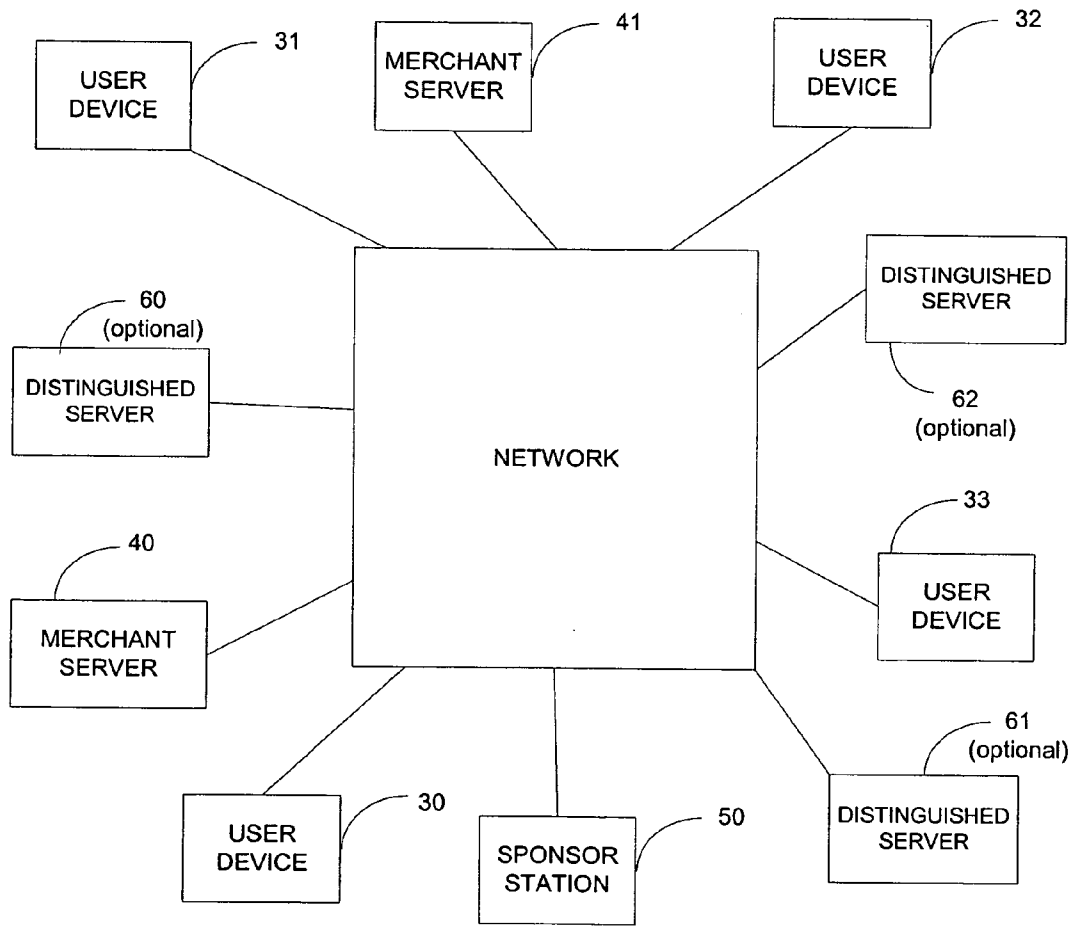 31
USER
DEVICE
41
MERCHANT
SERVER
32
USER
DEVICE
60
(optional)
DISTINGUISHED
SERVER
DISTINGUISHED
SERVER
62
(optional)
NETWORK
40
MERCHANT
SERVER
33
USER
DEVICE
30
USER
DEVICE
50
SPONSOR
STATION
61
(optional)
DISTINGUISHED
SERVER